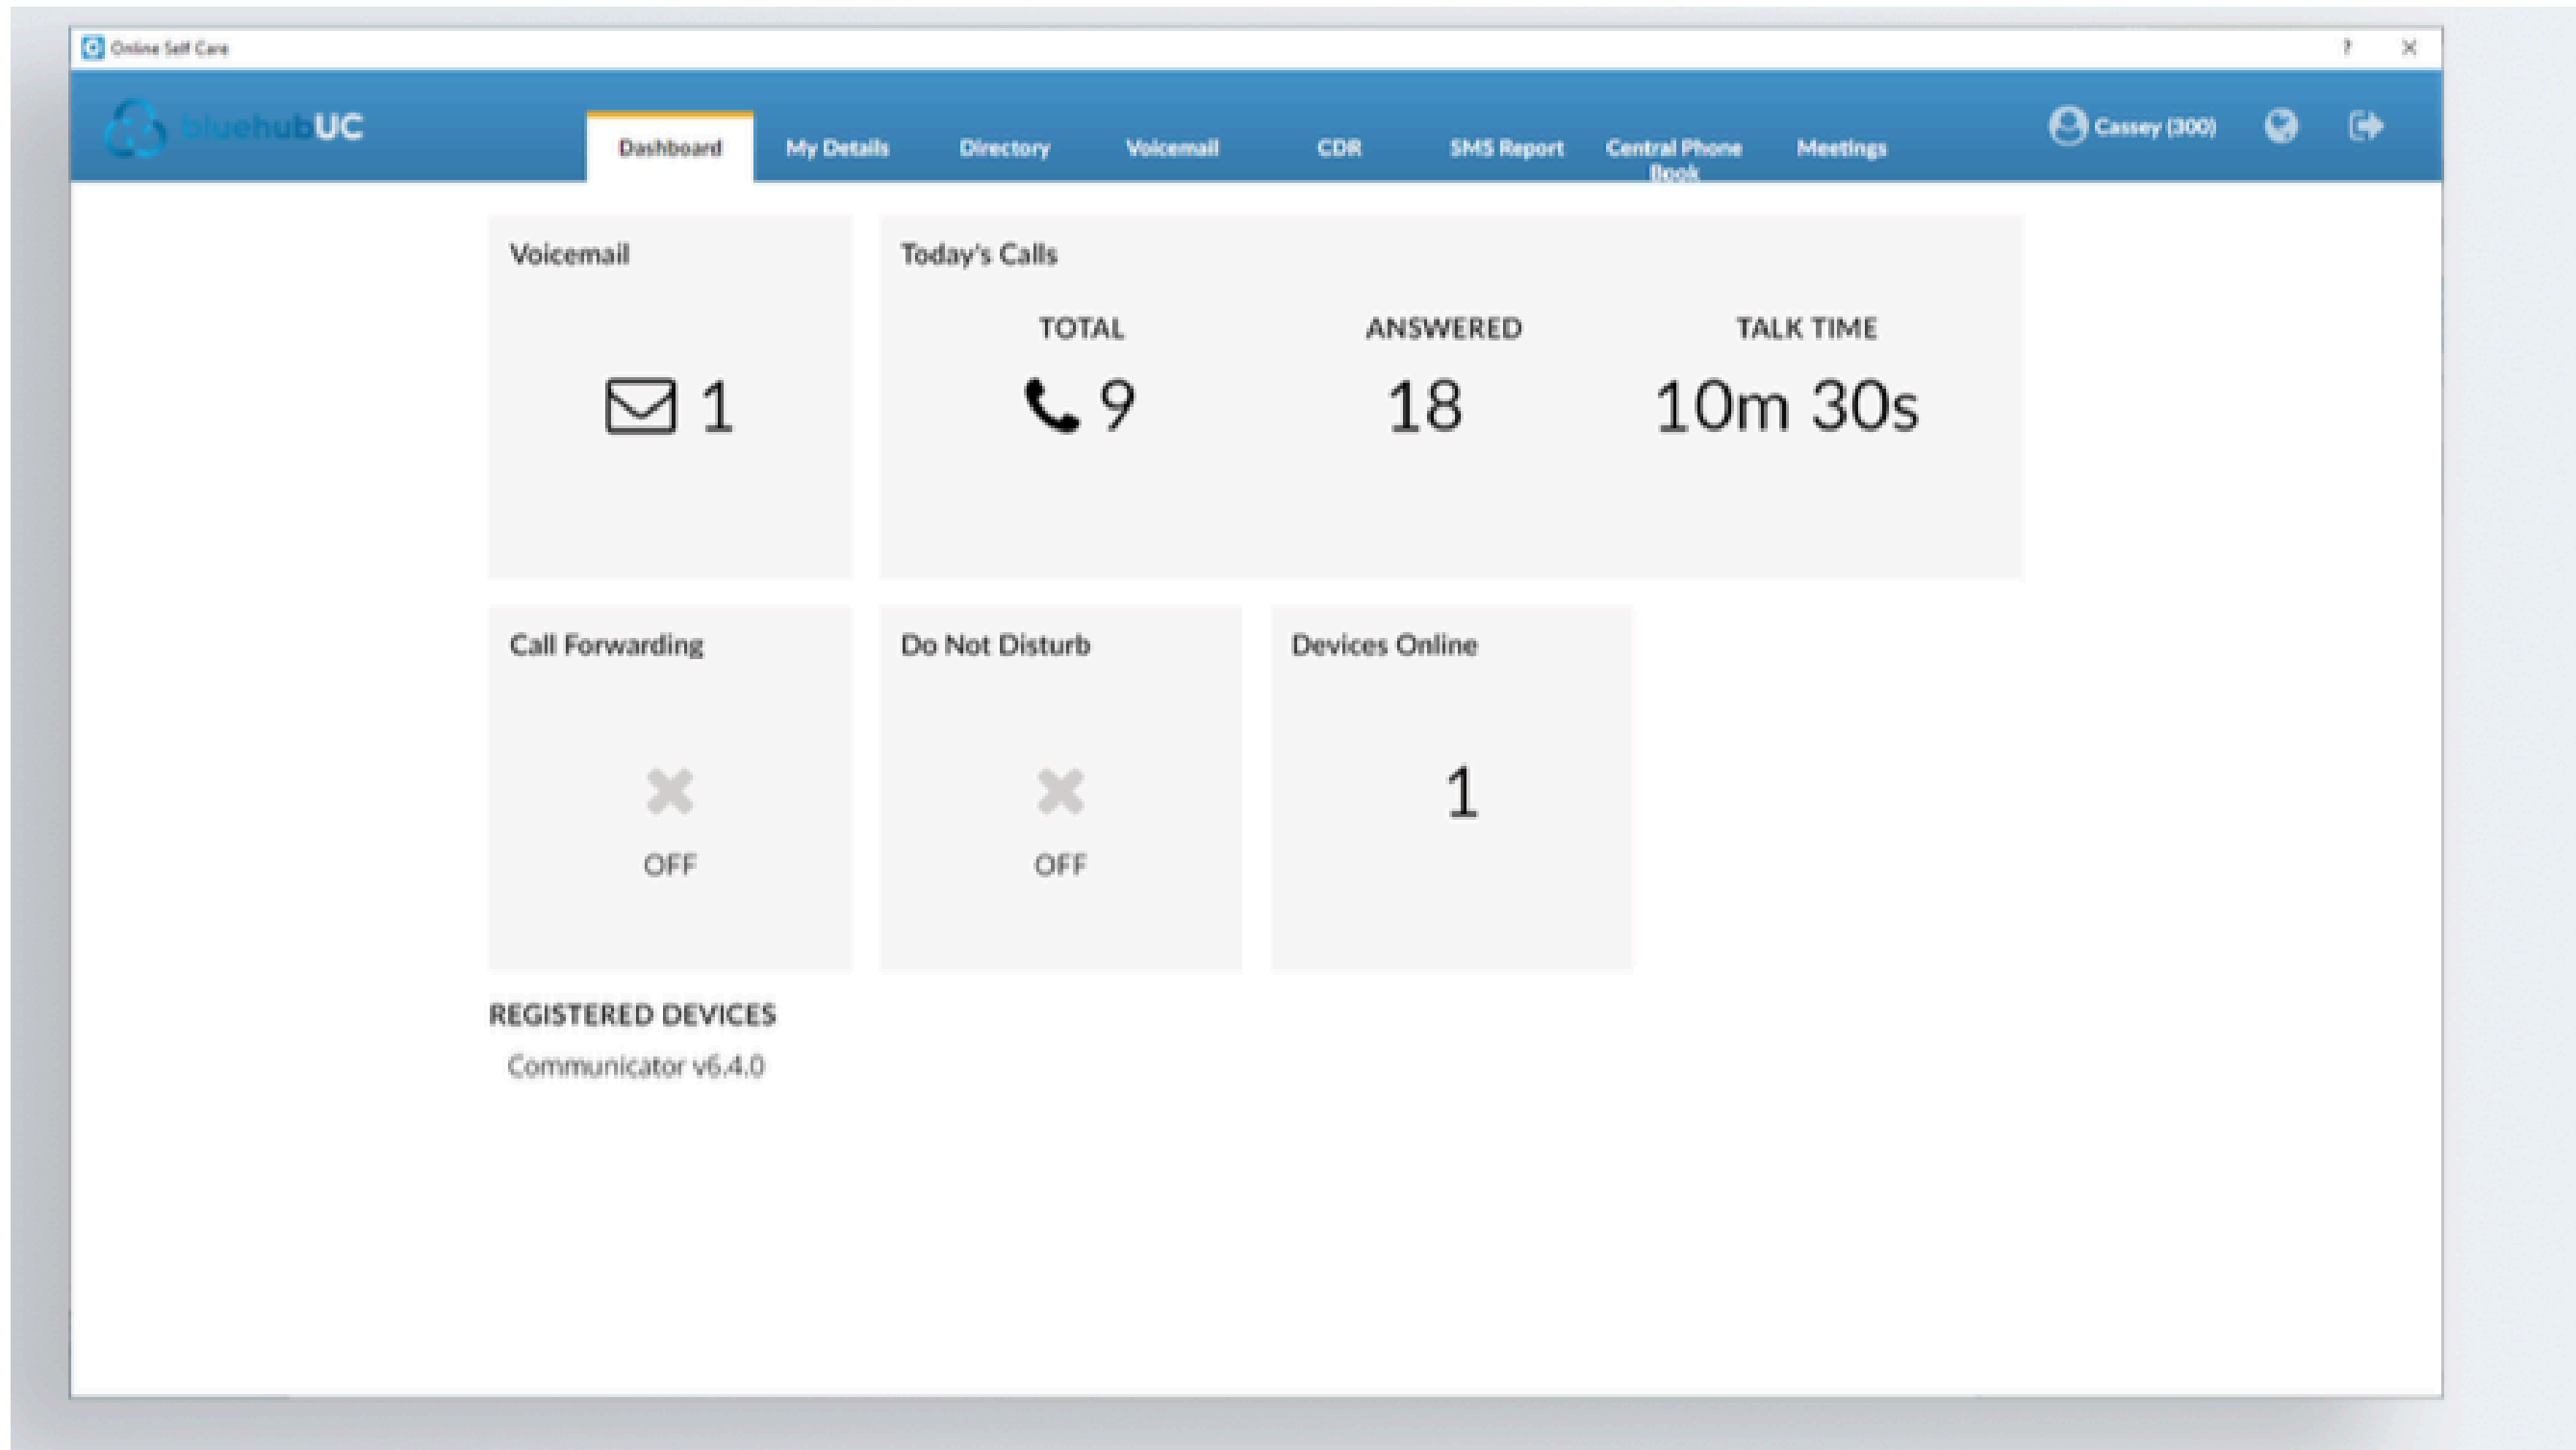 Online Self Care
?
bluehubUC
Dashboard
My Details
Directory
Voicemail
CDR
SMS Report
Central Phone
Book
Meetings
Cassey (300)
Voicemail
1
Today's Calls
TOTAL
ANSWERED
TALK TIME
9
18
10m 30s
Call Forwarding
OFF
Do Not Disturb
OFF
Devices Online
1
REGISTERED DEVICES
Communicator v6.4.0